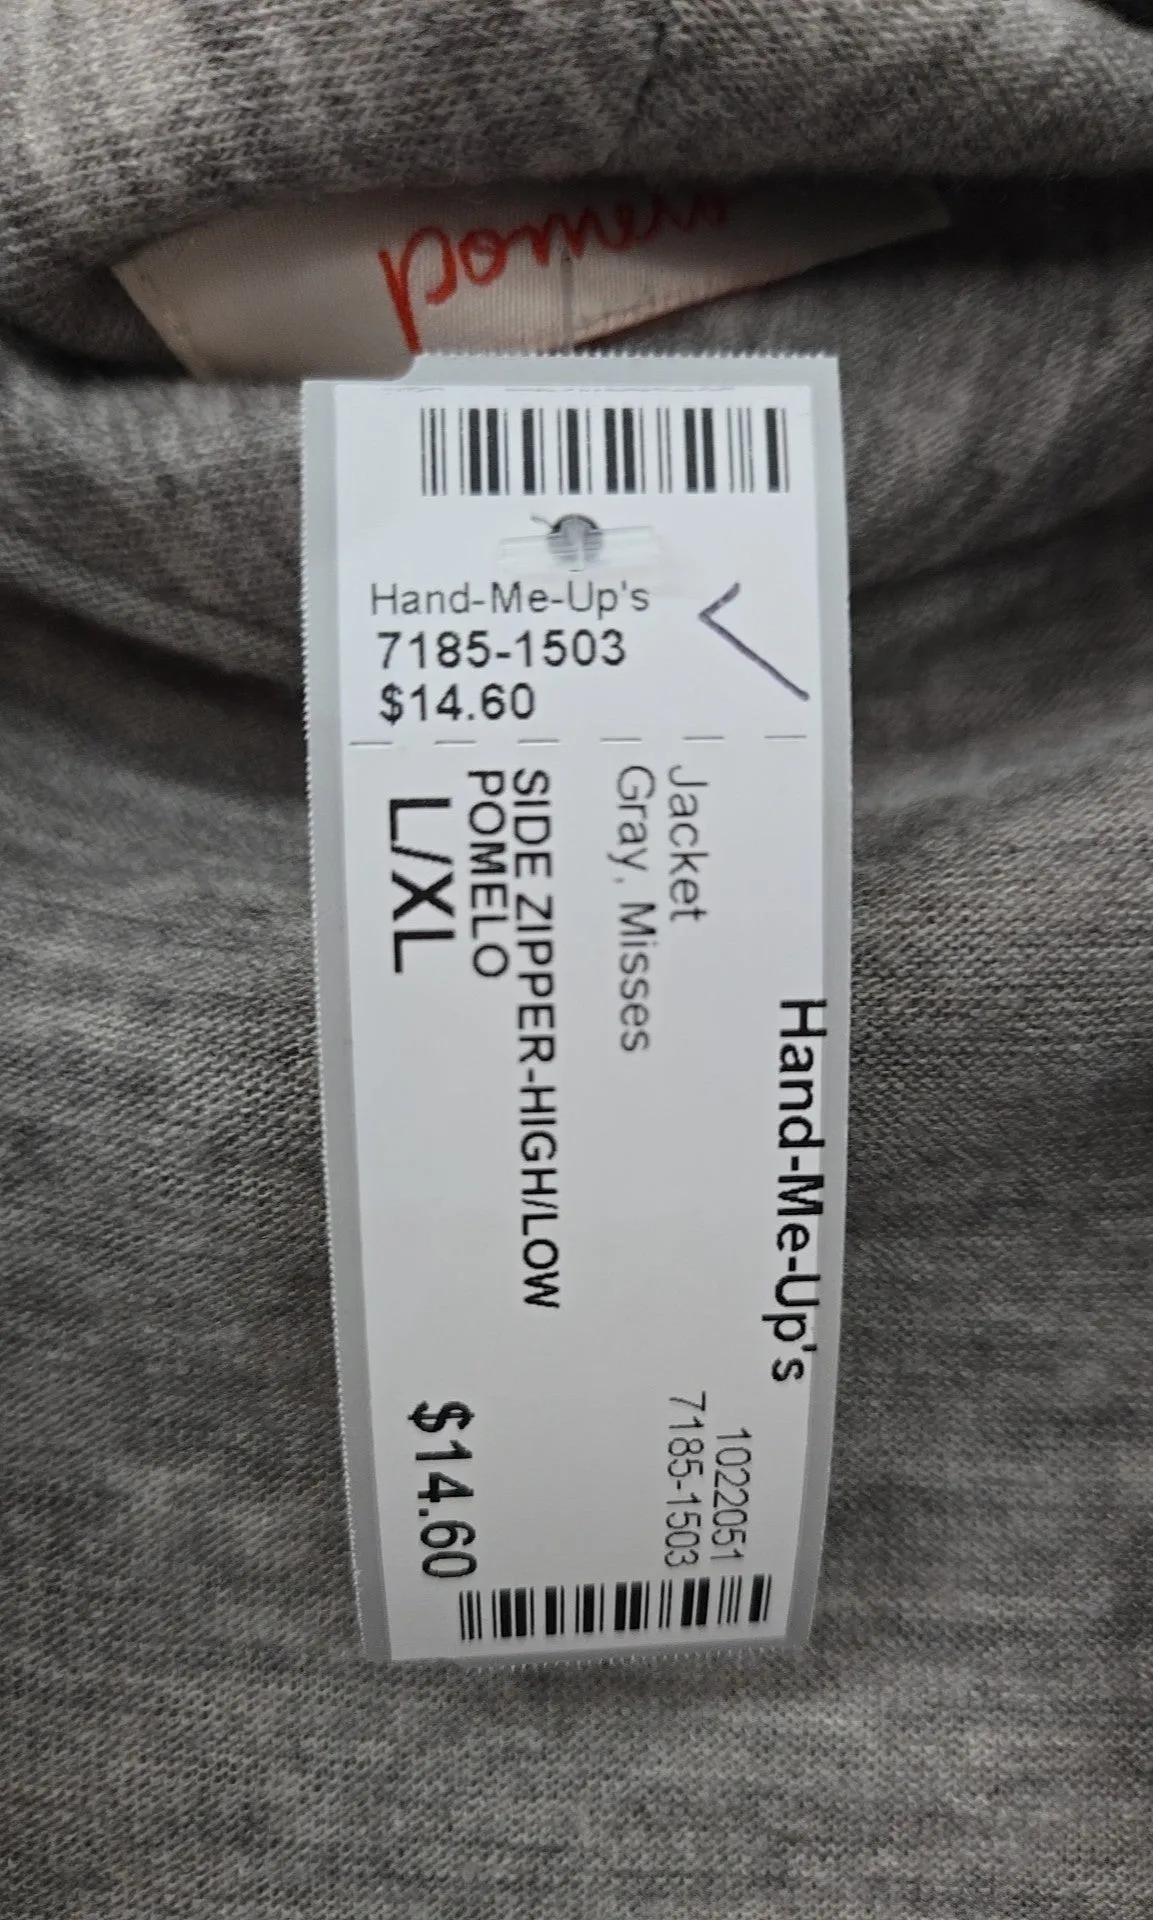 pomelo
Hand-Me-Up's
7185-1503
$14.60
Hand-Me-Up's
1022051
Jacket
7185-1503
Gray, Misses
SIDE ZIPPER-HIGH/LOW
POMELO
L/XL
$14.60